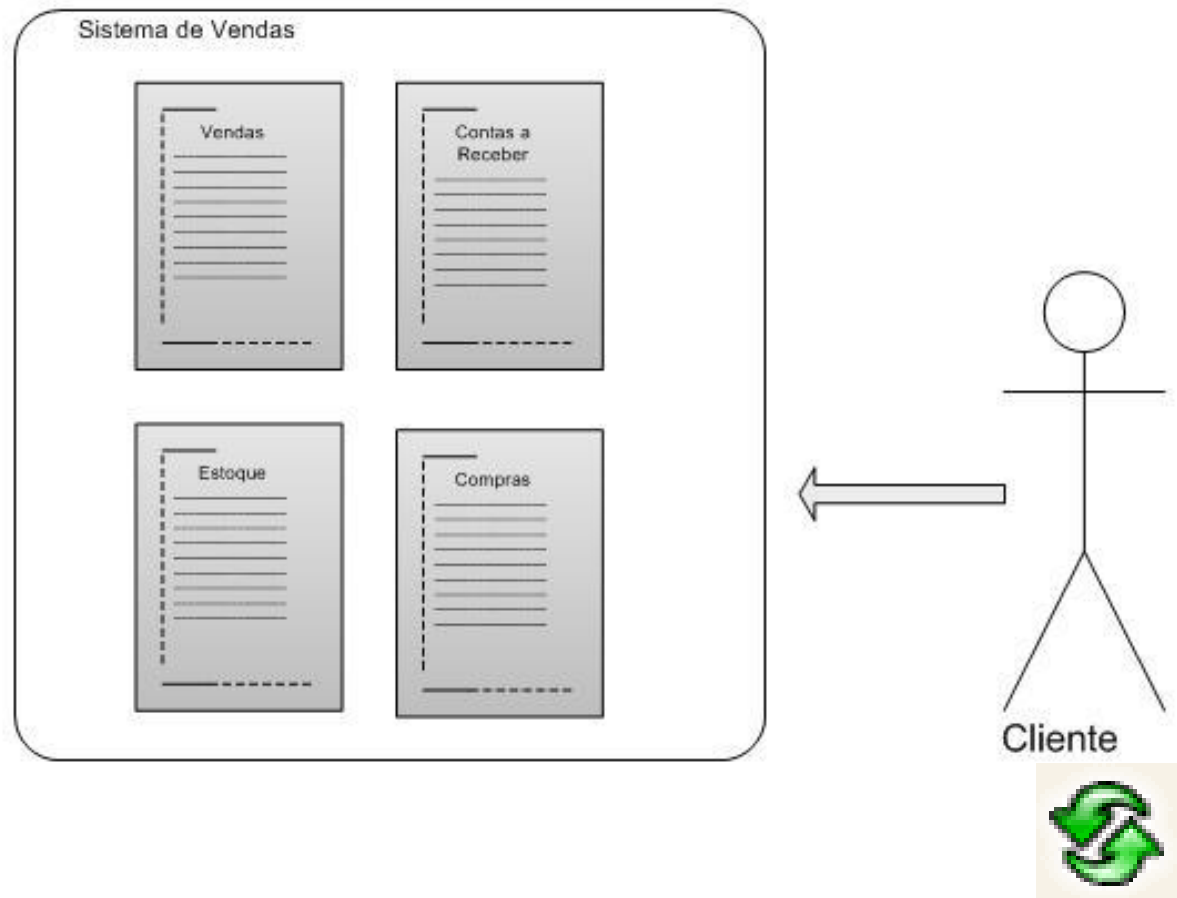 Sistema de Vendas
Vendas
Contas a
Receber
Estoque
Compras
Cliente